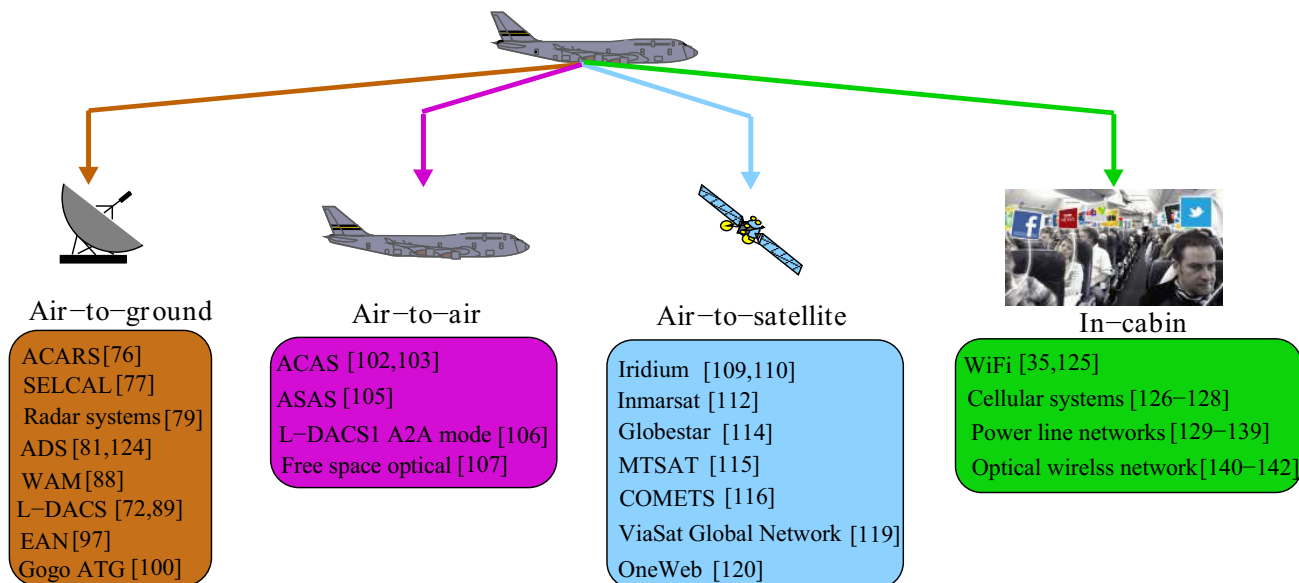 Air−to−ground
ACARS[76]
SELCAL [77]
Radar systems [79]
ADS [81,124]
WAM [88]
L−DACS [72,89]
EAN [97]
Gogo ATG [100]
Air−to−air
ACAS [102,103]
ASAS [105]
L−DACS1 A2A mode [106]
Free space optical [107]
Air−to−satellite
Iridium [109,110]
Inmarsat [112]
Globestar [114]
MTSAT [115]
COMETS [116]
ViaSat Global Network [119]
OneWeb [120]
In−cabin
WiFi [35,125]
Cellular systems [126−128]
Power line networks [129−139]
Optical wirelss network[140−142]